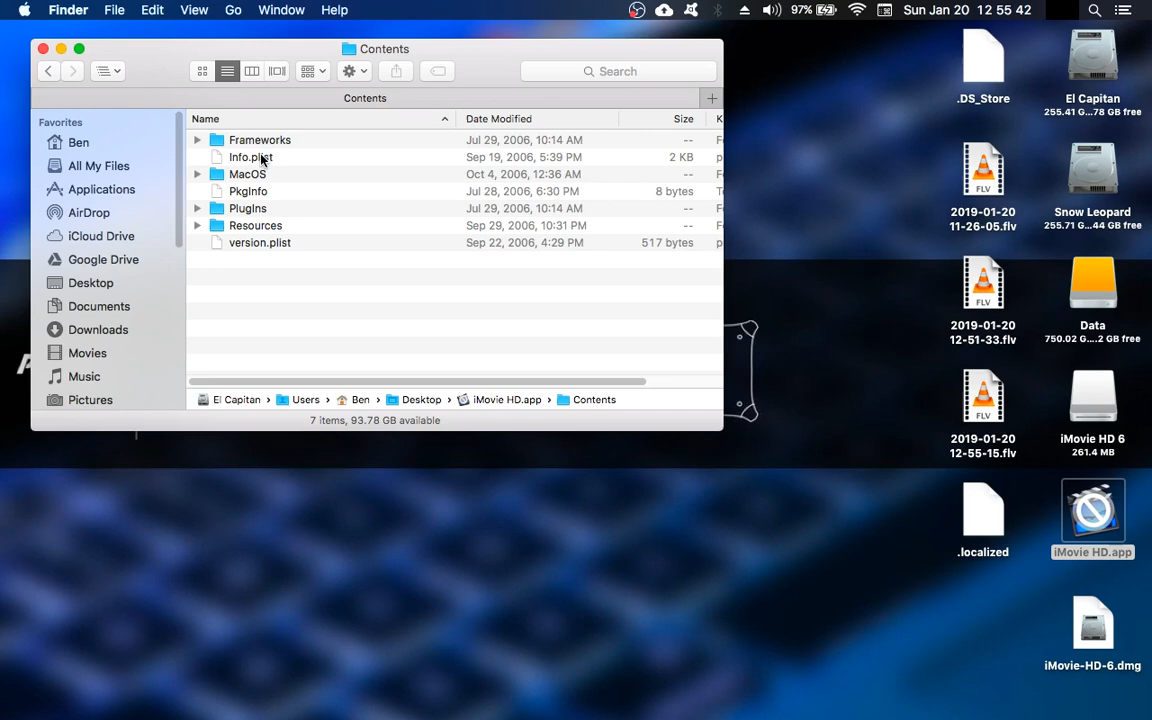 Finder File Edit View Go Window Help
97% Sun Jan 20 12 55 42
Contents
Search
Contents
Favorites
Ben
All My Files
Applications
AirDrop
iCloud Drive
Google Drive
Desktop
Documents
Downloads
Movies
Music
Pictures
Name Date Modified Size K
Frameworks Jul 29, 2006, 10:14 AM -- F
Info.plist Sep 19, 2006, 5:39 PM 2 KB p
MacOS Oct 4, 2006, 12:36 AM -- F
PkgInfo Jul 28, 2006, 6:30 PM 8 bytes T
PlugIns Jul 29, 2006, 10:14 AM -- F
Resources Sep 29, 2006, 10:31 PM -- F
version.plist Sep 22, 2006, 4:29 PM 517 bytes p
El Capitan › Users › Ben › Desktop › iMovie HD.app › Contents
7 items, 93.78 GB available
.DS_Store
FLV
2019-01-20
11-26-05.flv
FLV
2019-01-20
12-51-33.flv
FLV
2019-01-20
12-55-15.flv
.localized
El Capitan
255.41 G...78 GB free
Snow Leopard
255.71 G...44 GB free
Data
750.02 G....2 GB free
iMovie HD 6
261.4 MB
iMovie HD.app
iMovie-HD-6.dmg